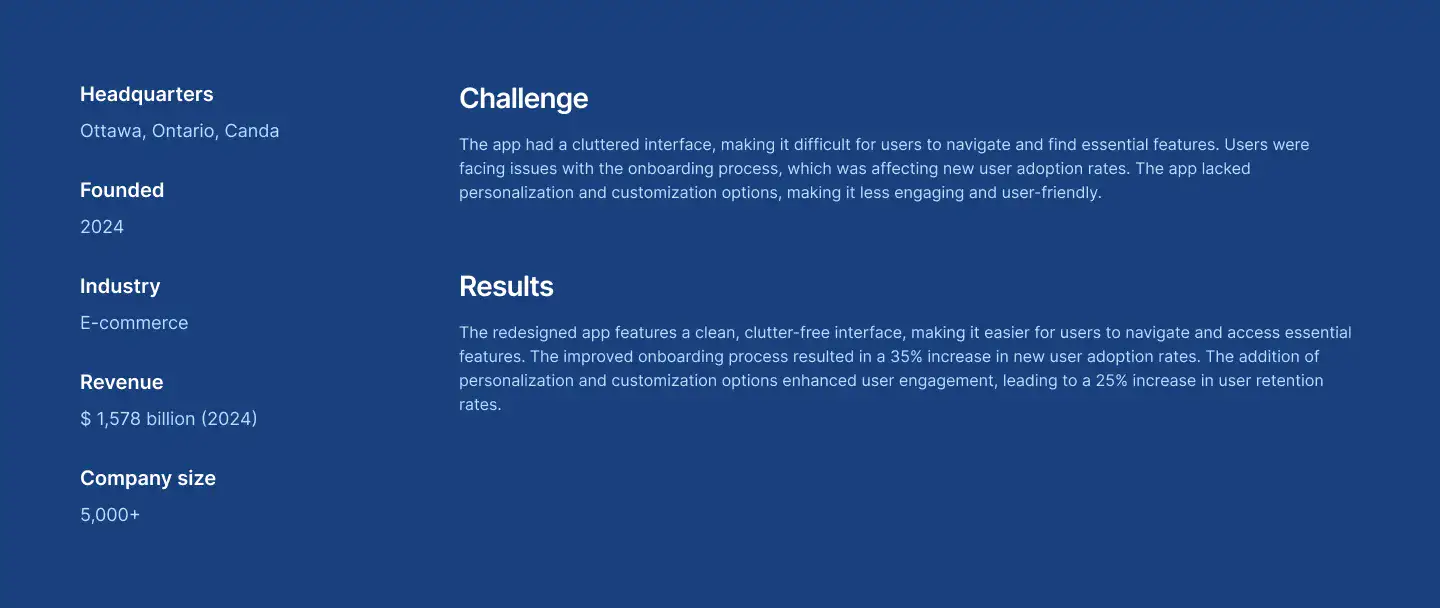 Headquarters
Ottawa, Ontario, Canda
Founded
2024
Industry
E-commerce
Revenue
$ 1,578 billion (2024)
Company size
5,000+
Challenge
The app had a cluttered interface, making it difficult for users to navigate and find essential features. Users were
facing issues with the onboarding process, which was affecting new user adoption rates. The app lacked
personalization and customization options, making it less engaging and user-friendly.
Results
The redesigned app features a clean, clutter-free interface, making it easier for users to navigate and access essential
features. The improved onboarding process resulted in a 35% increase in new user adoption rates. The addition of
personalization and customization options enhanced user engagement, leading to a 25% increase in user retention
rates.